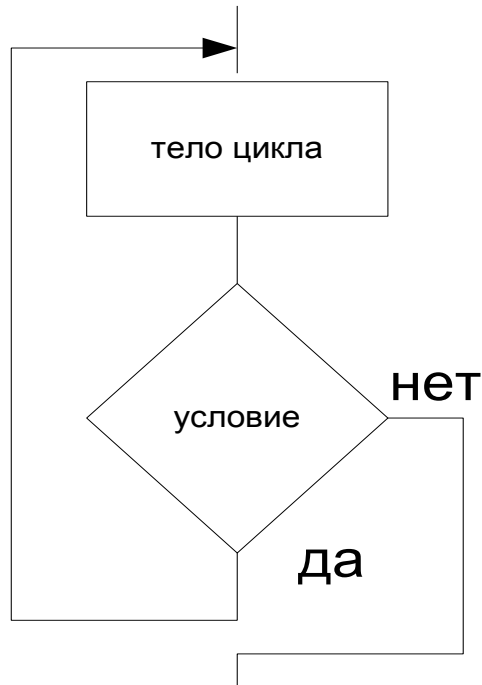 тело цикла
нет
условие
да